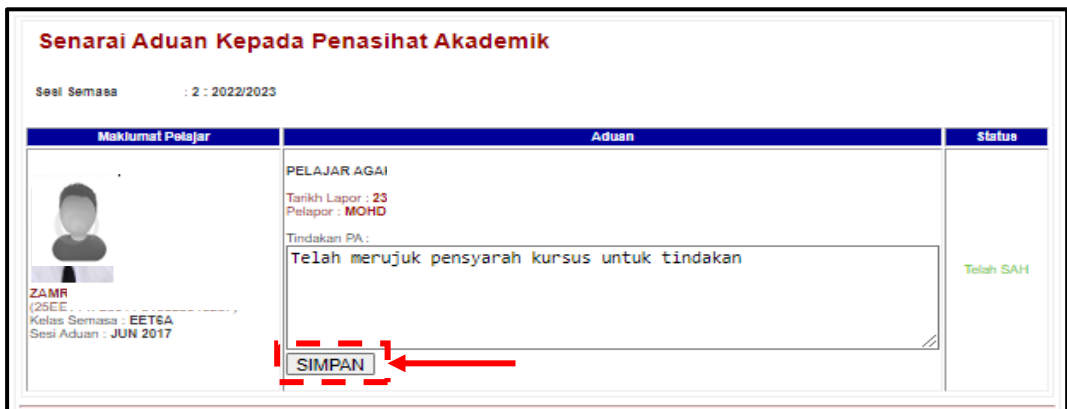 Senarai Aduan Kepada Penasihat Akademik
Sesi Semasa : 2 : 2022/2023
Maklumat Pelajar Aduan Status
PELAJAR AGAI
Tarikh Lapor : 23
Pelapor : MOHD
Tindakan PA :
Telah merujuk pensyarah kursus untuk tindakan
Telah SAH
ZAMR
(25EE
Kelas Semasa : EET6A
Sesi Aduan : JUN 2017
SIMPAN